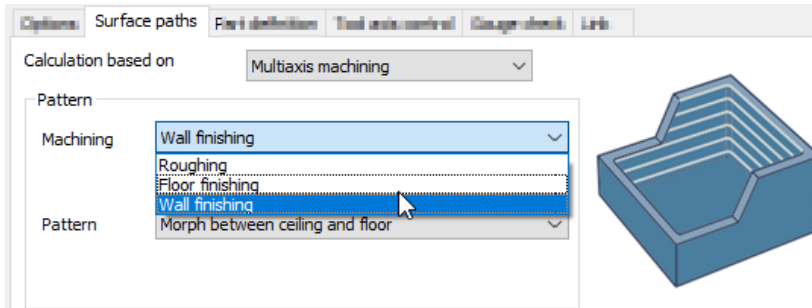 Surface paths
Calculation based on Multiaxis machining
Pattern
Machining Wall finishing
Roughing
Floor finishing
Wall finishing
Pattern Morph between ceiling and floor